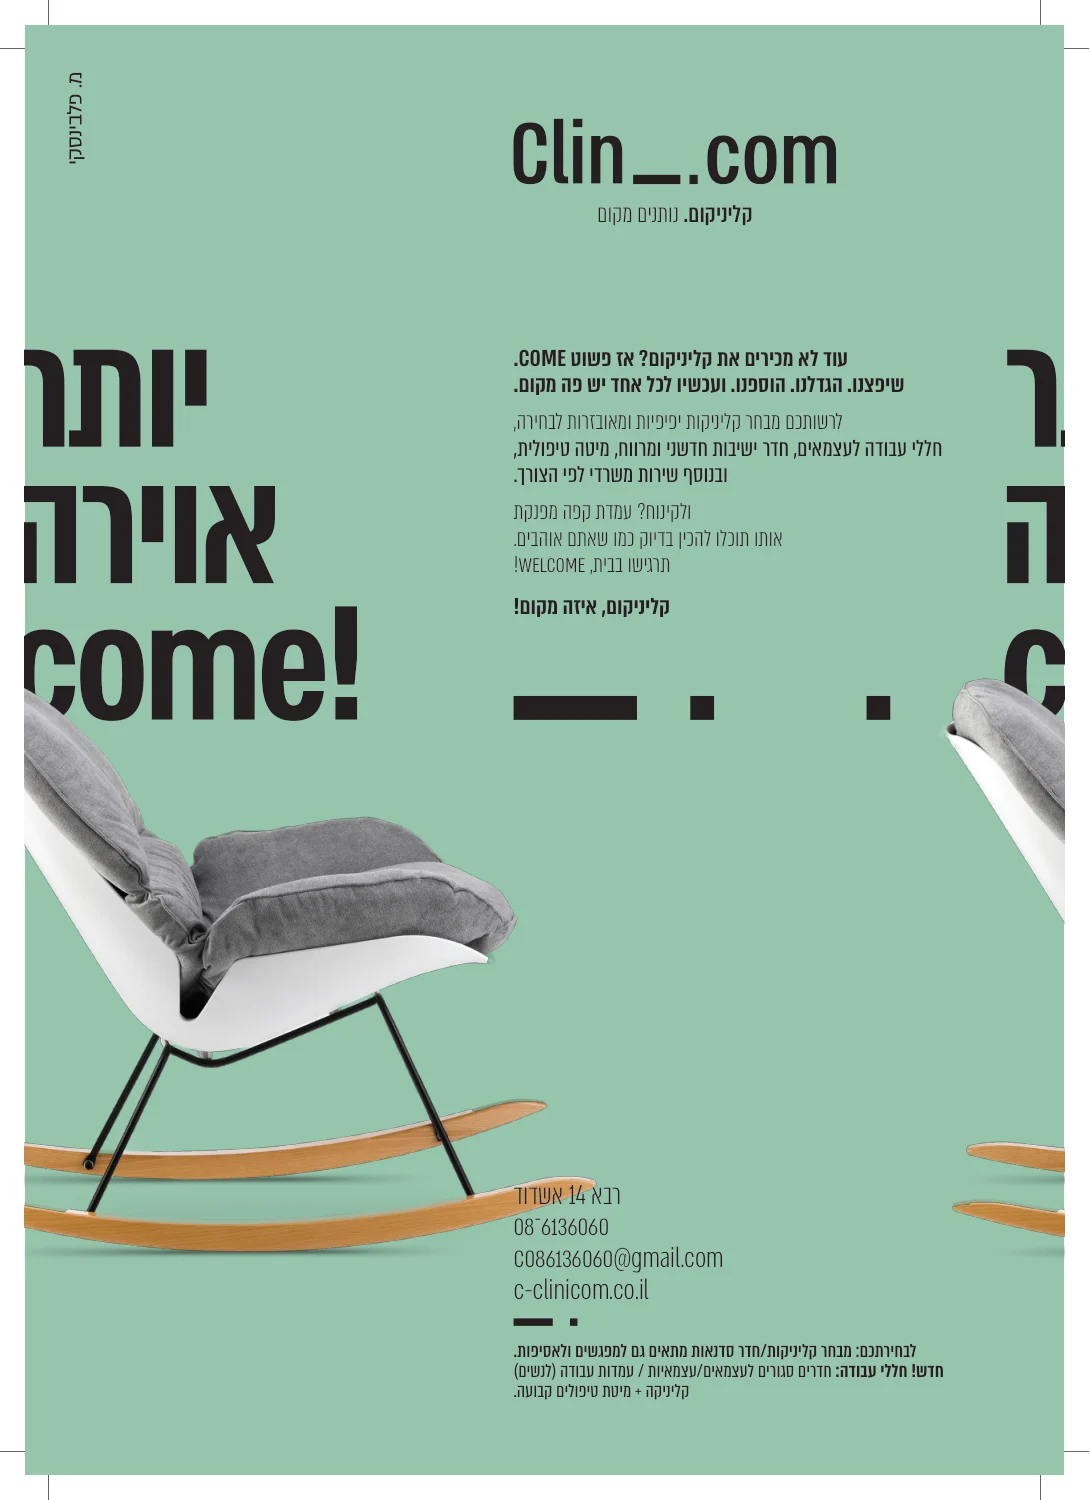 מ. פלבינסקי
Clin_.com
קליניקום. נותנים מקום
יותר
אוירה
come!
עוד לא מכירים את קליניקום? אז פשוט COME.
שיפצנו. הגדלנו. הוספנו. ועכשיו לכל אחד יש פה מקום.
לרשותכם מבחר קליניקות יפיפיות ומאובזרות לבחירה,
חללי עבודה לעצמאים, חדר ישיבות חדשני ומרווח, מיטה טיפולית,
ובנוסף שירות משרדי לפי הצורך.
ולקינוח? עמדת קפה מפנקת
אותו תוכלו להכין בדיוק כמו שאתם אוהבים.
תרגישו בבית, WELCOME!
קליניקום, איזה מקום!
ר
ה
c
רבא 14 אשדוד
08-6136060
C086136060@gmail.com
c-clinicom.co.il
לבחירתכם: מבחר קליניקות/חדר סדנאות מתאים גם למפגשים ולאסיפות.
חדש! חללי עבודה: חדרים סגורים לעצמאים/עצמאיות / עמדות עבודה (לנשים)
קליניקה + מיטת טיפולים קבועה.